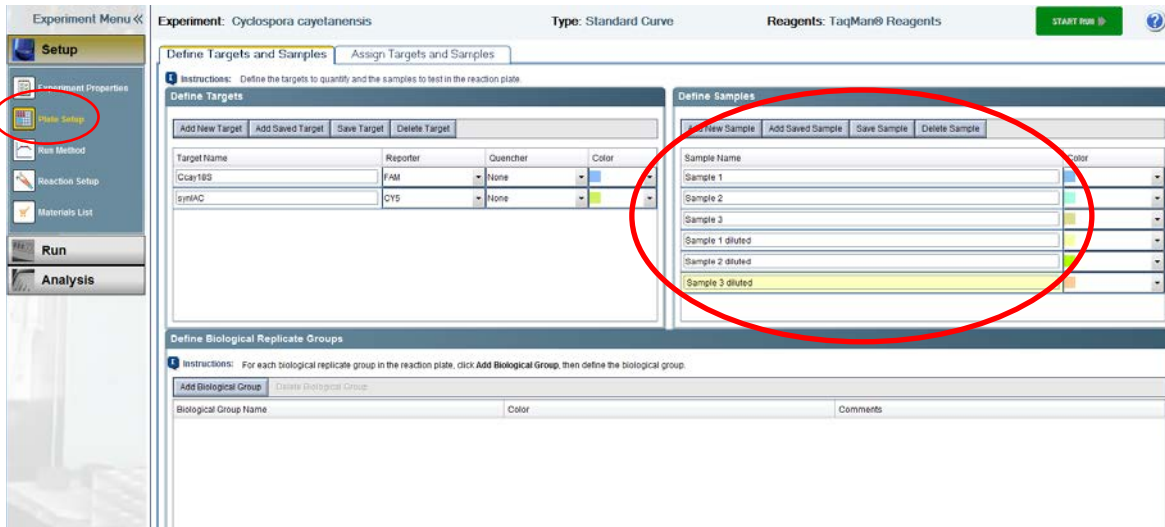 Experiment Menu «
Experiment: Cyclospora cayetanensis
Type: Standard Curve
Reagents: TaqMan® Reagents
START RUN
?
Setup
Experiment Properties
Plate Setup
Run Method
Reaction Setup
Materials List
Run
Analysis
Define Targets and Samples
Assign Targets and Samples
Instructions: Define the targets to quantify and the samples to test in the reaction plate.
Define Targets
Add New Target
Add Saved Target
Save Target
Delete Target
Target Name
Reporter
Quencher
Color
Ccay18S
FAM
None
synIAC
CY5
None
Define Samples
Add New Sample
Add Saved Sample
Save Sample
Delete Sample
Sample Name
Color
Sample 1
Sample 2
Sample 3
Sample 1 diluted
Sample 2 diluted
Sample 3 diluted
Define Biological Replicate Groups
Instructions: For each biological replicate group in the reaction plate, click Add Biological Group, then define the biological group.
Add Biological Group
Delete Biological Group
Biological Group Name
Color
Comments